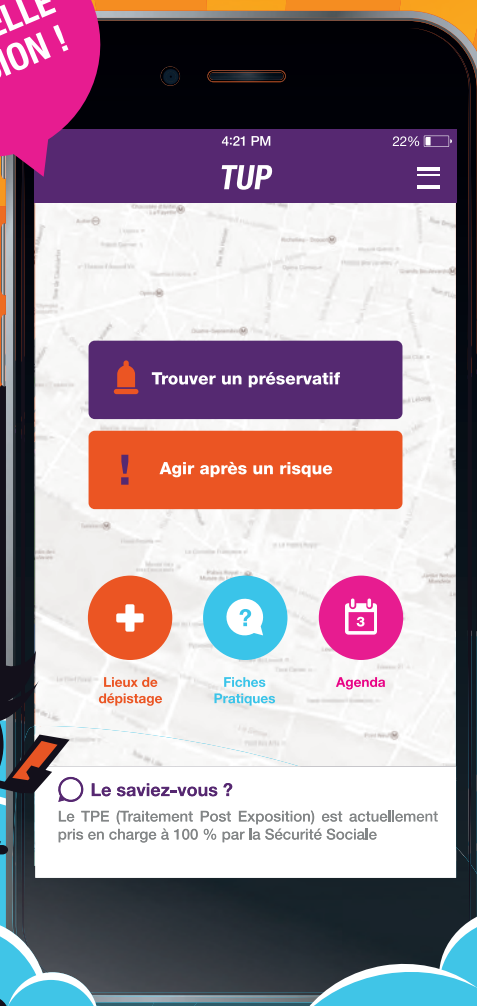 ELLE
ION !
4:21 PM
22%
TUP
Trouver un préservatif
! Agir après un risque
?
3
Lieux de
dépistage
Fiches
Pratiques
Agenda
Le saviez-vous ?
Le TPE (Traitement Post Exposition) est actuellement
pris en charge à 100 % par la Sécurité Sociale